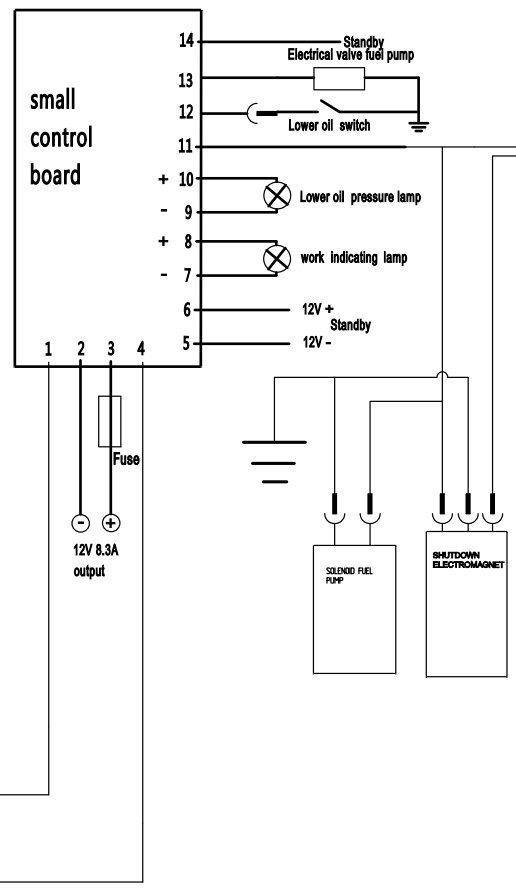 14
Standby
Electrical valve fuel pump
13
small
control
board
12
Lower oil switch
11
+ 10
Lower oil pressure lamp
- 9
+ 8
work indicating lamp
- 7
6
12V +
Standby
5
12V -
1 2 3 4
Fuse
- +
12V 8.3A
output
SOLENOID FUEL
PUMP
SHUTDOWN
ELECTROMAGNET